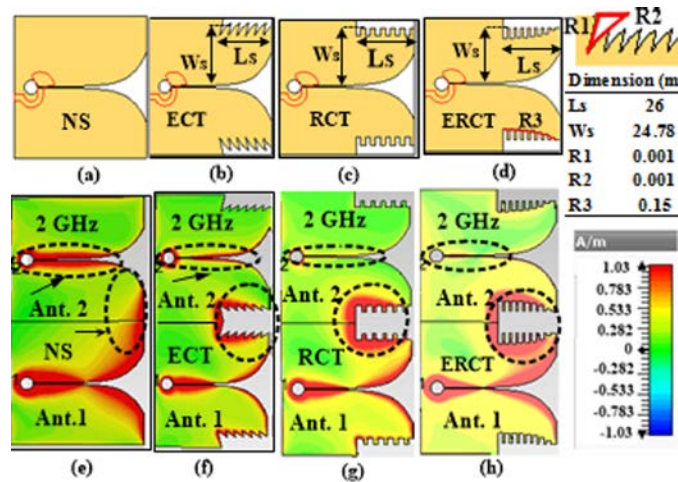 Ws
Ls
NS
ECT
(a)
(b)
Ws
Ls
RCT
(c)
Ws
Ls
R3
ERCT
(d)
R1
R2
Dimension (m
Ls 26
Ws 24.78
R1 0.001
R2 0.001
R3 0.15
2 GHz
Ant. 2
NS
Ant.1
(e)
2 GHz
Ant. 2
ECT
Ant. 1
(f)
2 GHz
Ant. 2
RCT
Ant. 1
(g)
2 GHz
Ant. 2
ERCT
Ant. 1
(h)
A/m
1.03
0.783
0.533
0.282
0
-0.282
-0.533
-0.783
-1.03